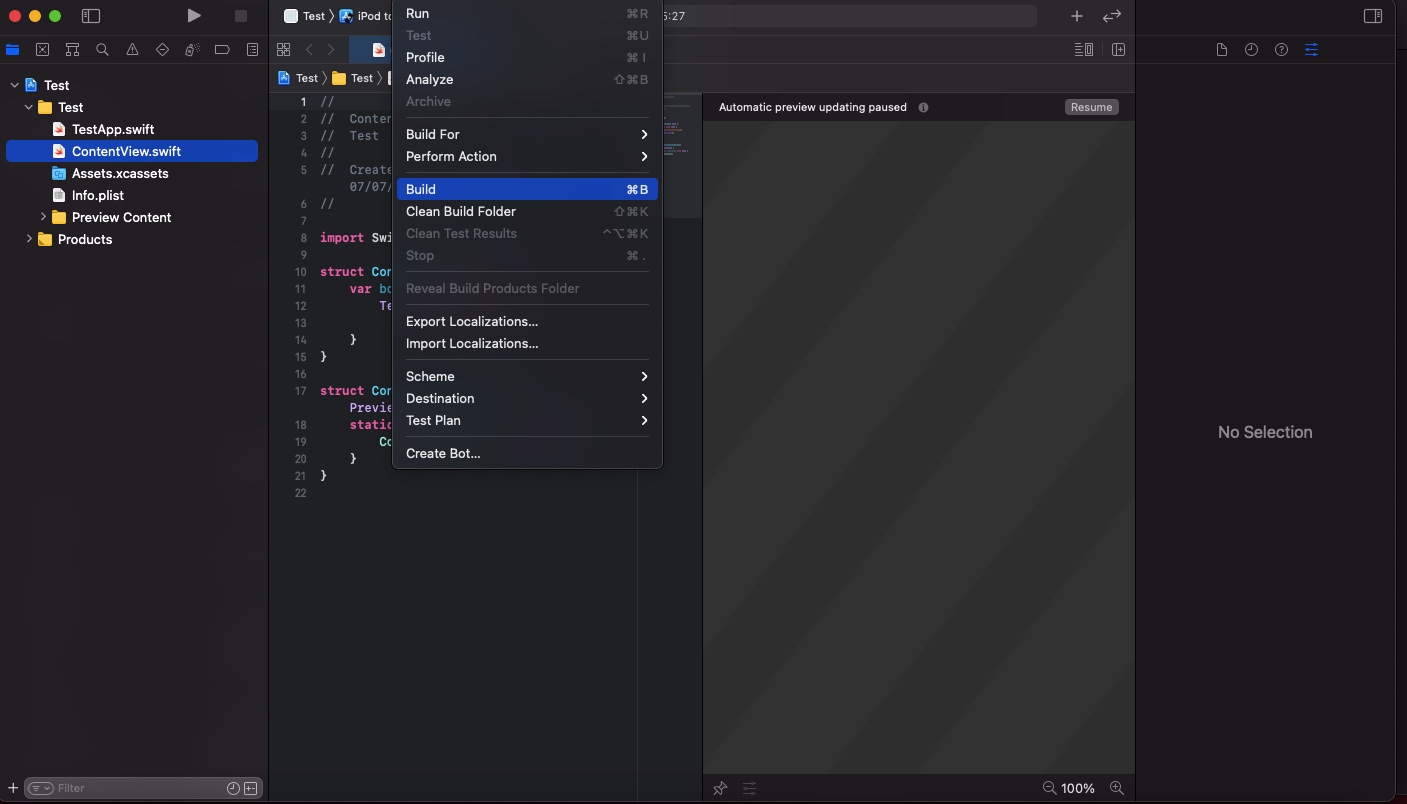 Test
iPod to
5:27
Test
Test
TestApp.swift
ContentView.swift
Assets.xcassets
Info.plist
Preview Content
Products
Filter
Test
Test
1 //
2 // Conten
3 // Test
4 //
5 // Create
07/07/
6 //
7
8 import Swi
9
10 struct Con
11 var bo
12 Te
13
14 }
15 }
16
17 struct Con
Previe
18 static
19 Co
20 }
21 }
22
Run ⌘R
Test ⌘U
Profile ⌘I
Analyze ⇧⌘B
Archive
Build For
Perform Action
Build ⌘B
Clean Build Folder ⇧⌘K
Clean Test Results ^⌥⌘K
Stop ⌘.
Reveal Build Products Folder
Export Localizations...
Import Localizations...
Scheme
Destination
Test Plan
Create Bot...
Automatic preview updating paused
Resume
100%
No Selection